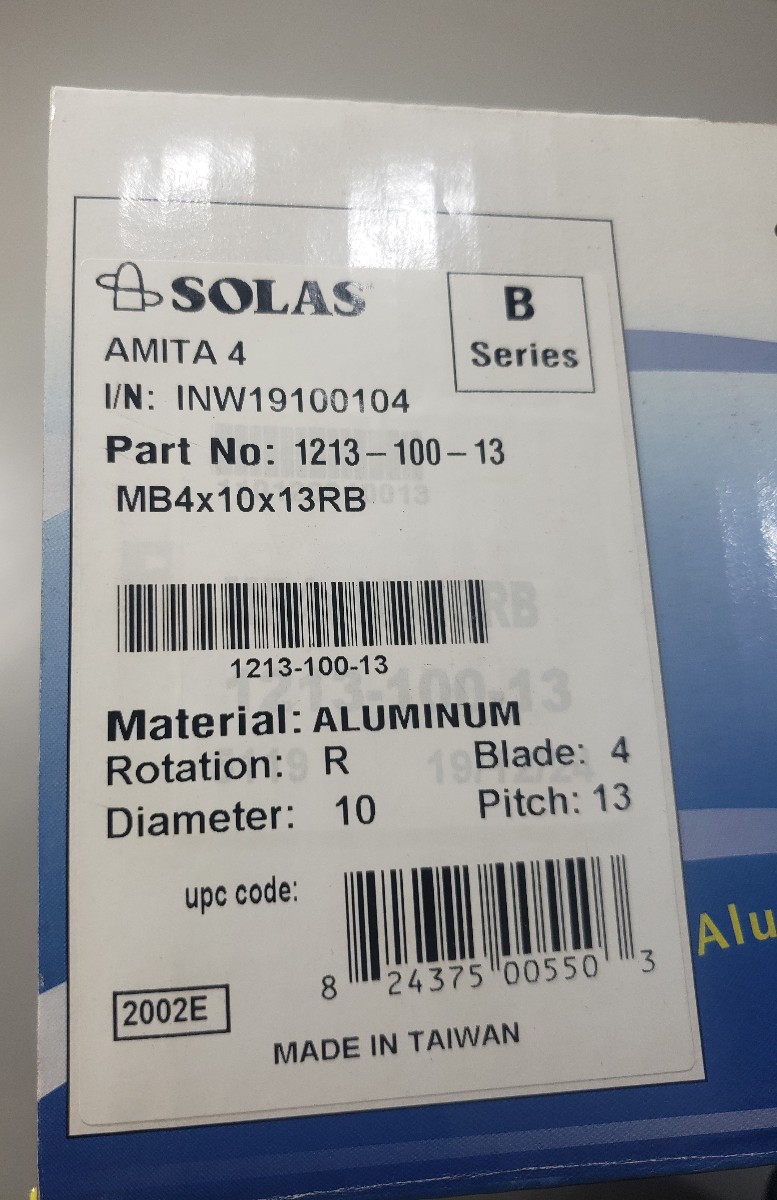 SOLAS
B
Series
AMITA 4
I/N: INW19100104
Part No: 1213-100-13
MB4x10x13RB
1213-100-13
Material: ALUMINUM
Rotation: R Blade: 4
Diameter: 10 Pitch: 13
upc code:
8 24375 00550 3
2002E
MADE IN TAIWAN
Alu